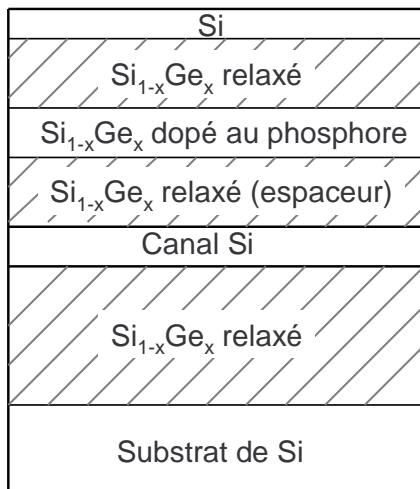 Si
Si₁₋ₓGeₓ relaxé
Si₁₋ₓGeₓ dopé au phosphore
Si₁₋ₓGeₓ relaxé (espaceur)
Canal Si
Si₁₋ₓGeₓ relaxé
Substrat de Si